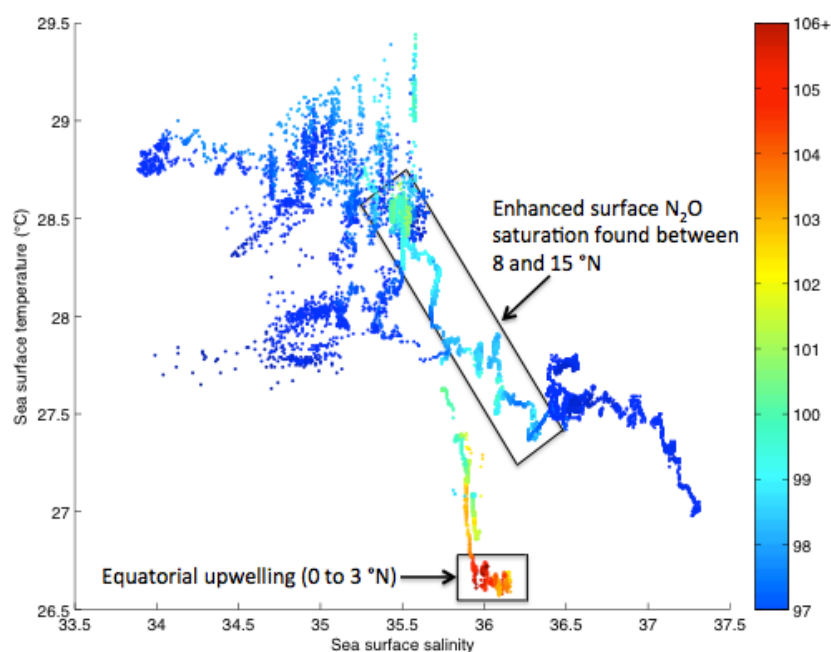 29.5
29
28.5
28
27.5
27
26.5
Sea surface temperature (°C)
33.5 34 34.5 35 35.5 36 36.5 37 37.5
Sea surface salinity
Enhanced surface N₂O
saturation found between
8 and 15 °N
Equatorial upwelling (0 to 3 °N)
106+
105
104
103
102
101
100
99
98
97